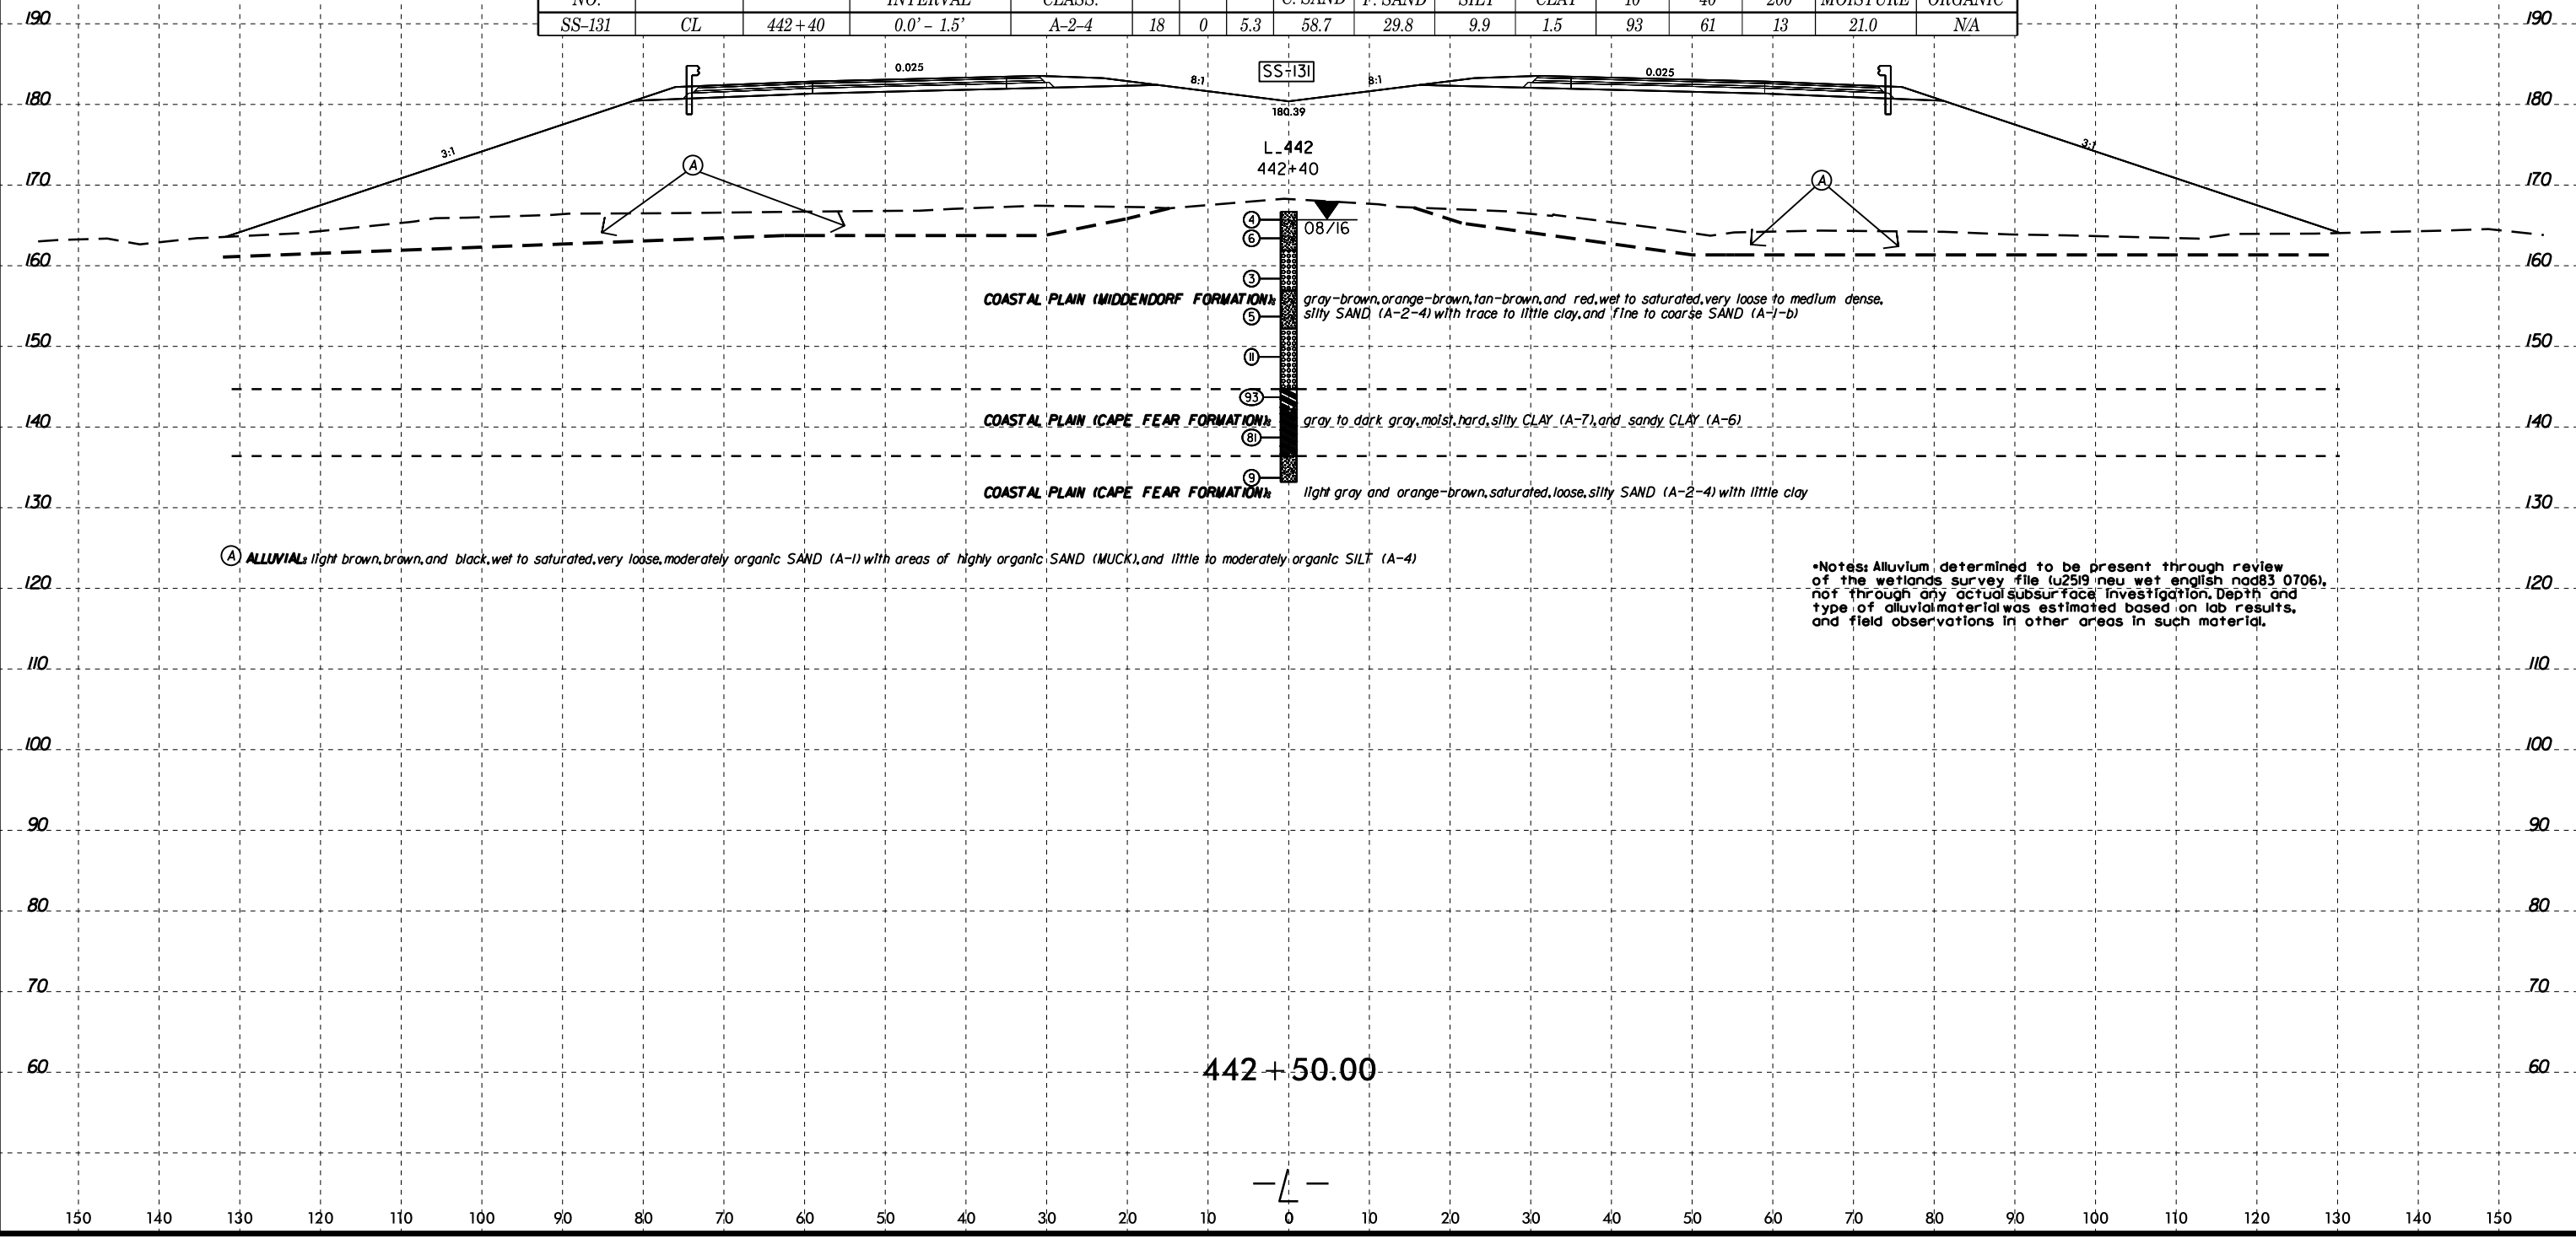 NO. INTERVAL CLASS. C. SAND F. SAND SILT CLAY 10 40 200 MOISTURE ORGANIC
SS-131 CL 442+40 0.0' - 1.5' A-2-4 18 0 5.3 58.7 29.8 9.9 1.5 93 61 13 21.0 N/A
190 190
0.025 SS-131 0.025
8:1 8:1
180 180
180.39
3:1 L_442 3:1
442+40
A A
170 170
4
08/16
6
160 160
3
COASTAL PLAIN (MIDDENDORF FORMATION): gray-brown,orange-brown,tan-brown,and red,wet to saturated,very loose to medium dense,
silty SAND (A-2-4) with trace to little clay,and fine to coarse SAND (A-1-b)
5
150 150
11
93
140 140
COASTAL PLAIN (CAPE FEAR FORMATION): gray to dark gray,moist,hard,silty CLAY (A-7),and sandy CLAY (A-6)
81
9
COASTAL PLAIN (CAPE FEAR FORMATION): light gray and orange-brown,saturated,loose,silty SAND (A-2-4) with little clay
130 130
A ALLUVIAL: light brown,brown,and black,wet to saturated,very loose,moderately organic SAND (A-1) with areas of highly organic SAND (MUCK),and little to moderately organic SILT (A-4)
*Notes: Alluvium determined to be present through review
of the wetlands survey file (u2519 neu wet english nad83 0706),
not through any actual subsurface investigation. Depth and
type of alluvial material was estimated based on lab results,
and field observations in other areas in such material.
120 120
110 110
100 100
90 90
80 80
70 70
60 60
442+50.00
-L-
150 140 130 120 110 100 90 80 70 60 50 40 30 20 10 0 10 20 30 40 50 60 70 80 90 100 110 120 130 140 150